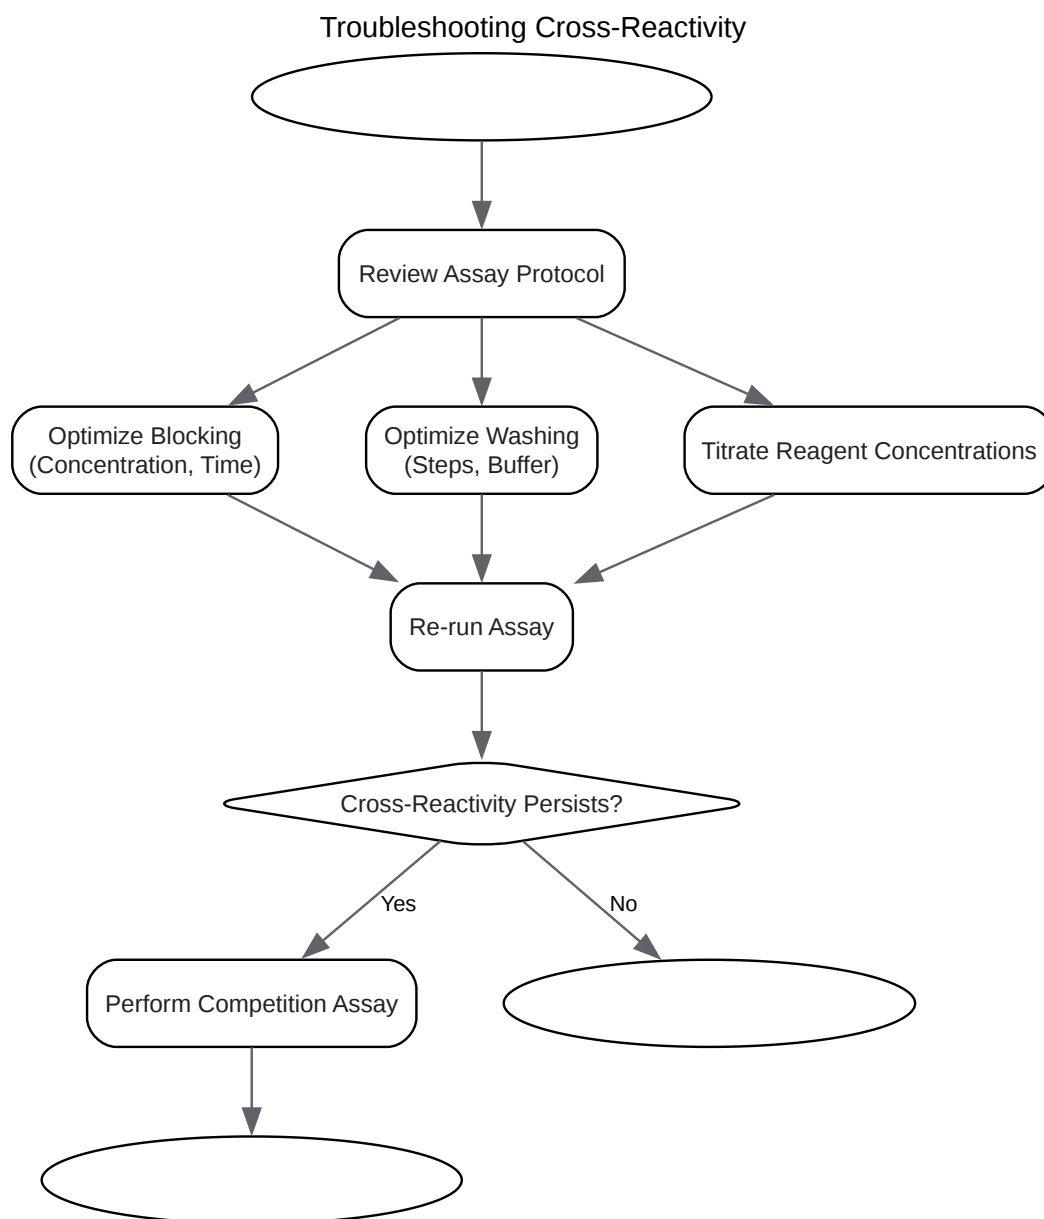 Troubleshooting Cross-Reactivity
Review Assay Protocol
Optimize Blocking
(Concentration, Time)
Optimize Washing
(Steps, Buffer)
Titrate Reagent Concentrations
Re-run Assay
Cross-Reactivity Persists?
Yes
No
Perform Competition Assay